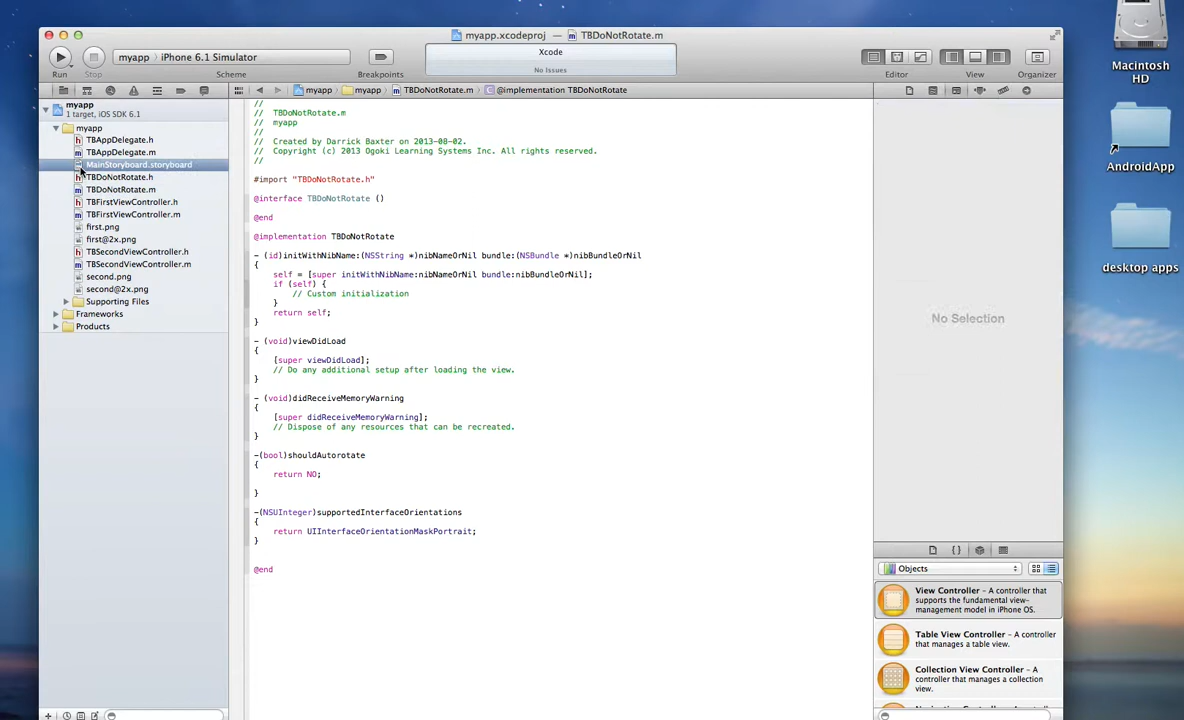 myapp.xcodeproj — TBDoNotRotate.m
myapp iPhone 6.1 Simulator
Xcode
No Issues
Run
Stop
Scheme
Breakpoints
Editor
View
Organizer
myapp
1 target, iOS SDK 6.1
myapp
TBAppDelegate.h
TBAppDelegate.m
MainStoryboard.storyboard
TBDoNotRotate.h
TBDoNotRotate.m
TBFirstViewController.h
TBFirstViewController.m
first.png
first@2x.png
TBSecondViewController.h
TBSecondViewController.m
second.png
second@2x.png
Supporting Files
Frameworks
Products
myapp myapp TBDoNotRotate.m @implementation TBDoNotRotate
//
// TBDoNotRotate.m
// myapp
//
// Created by Darrick Baxter on 2013-08-02.
// Copyright (c) 2013 Ogoki Learning Systems Inc. All rights reserved.
//
#import "TBDoNotRotate.h"
@interface TBDoNotRotate ()
@end
@implementation TBDoNotRotate
- (id)initWithNibName:(NSString *)nibNameOrNil bundle:(NSBundle *)nibBundleOrNil
{
self = [super initWithNibName:nibNameOrNil bundle:nibBundleOrNil];
if (self) {
// Custom initialization
}
return self;
}
- (void)viewDidLoad
{
[super viewDidLoad];
// Do any additional setup after loading the view.
}
- (void)didReceiveMemoryWarning
{
[super didReceiveMemoryWarning];
// Dispose of any resources that can be recreated.
}
-(bool)shouldAutorotate
{
return NO;
}
-(NSUInteger)supportedInterfaceOrientations
{
return UIInterfaceOrientationMaskPortrait;
}
@end
No Selection
{ }
Objects
View Controller - A controller that
supports the fundamental view-
management model in iPhone OS.
Table View Controller - A controller
that manages a table view.
Collection View Controller - A
controller that manages a collection
view.
Macintosh
HD
AndroidApp
desktop apps